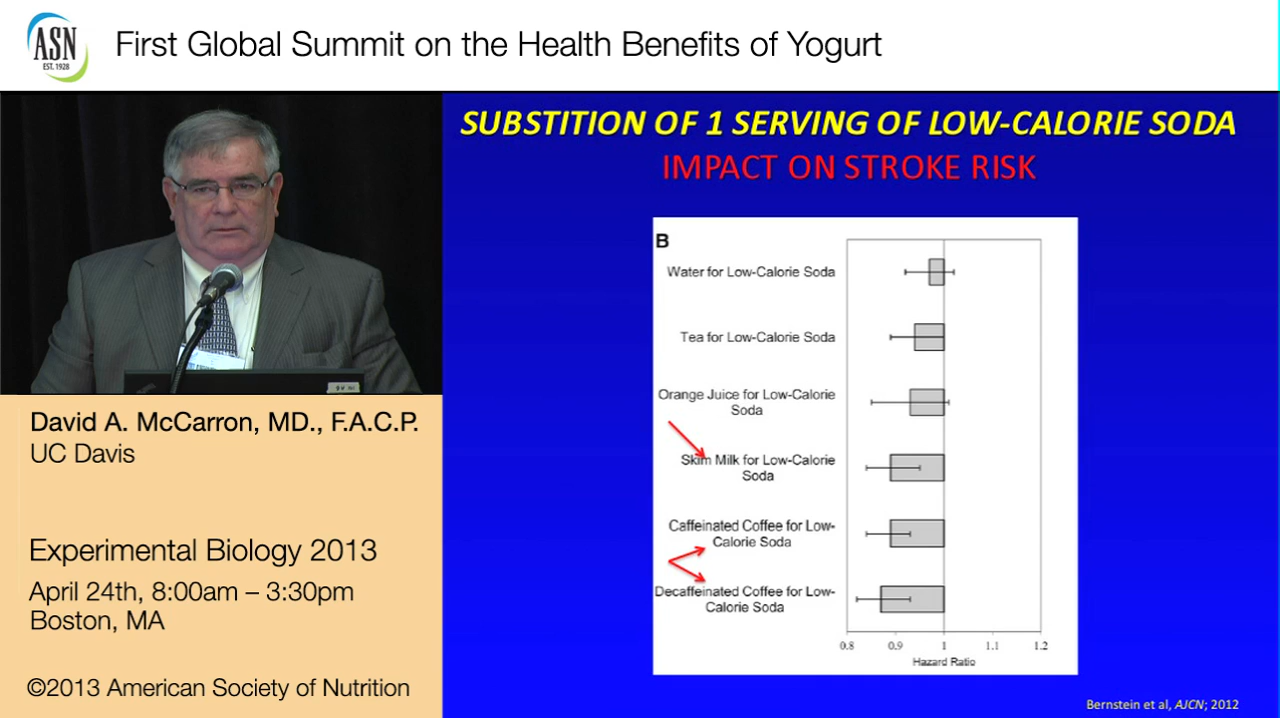 ASN
EST. 1928
First Global Summit on the Health Benefits of Yogurt
SUBSTITION OF 1 SERVING OF LOW-CALORIE SODA
IMPACT ON STROKE RISK
B
Water for Low-Calorie Soda
Tea for Low-Calorie Soda
Orange Juice for Low-Calorie
Soda
Skim Milk for Low-Calorie
Soda
Caffeinated Coffee for Low-
Calorie Soda
Decaffeinated Coffee for Low-
Calorie Soda
0.8 0.9 1 1.1 1.2
Hazard Ratio
Bernstein et al, AJCN; 2012
David A. McCarron, MD., F.A.C.P.
UC Davis
Experimental Biology 2013
April 24th, 8:00am – 3:30pm
Boston, MA
©2013 American Society of Nutrition